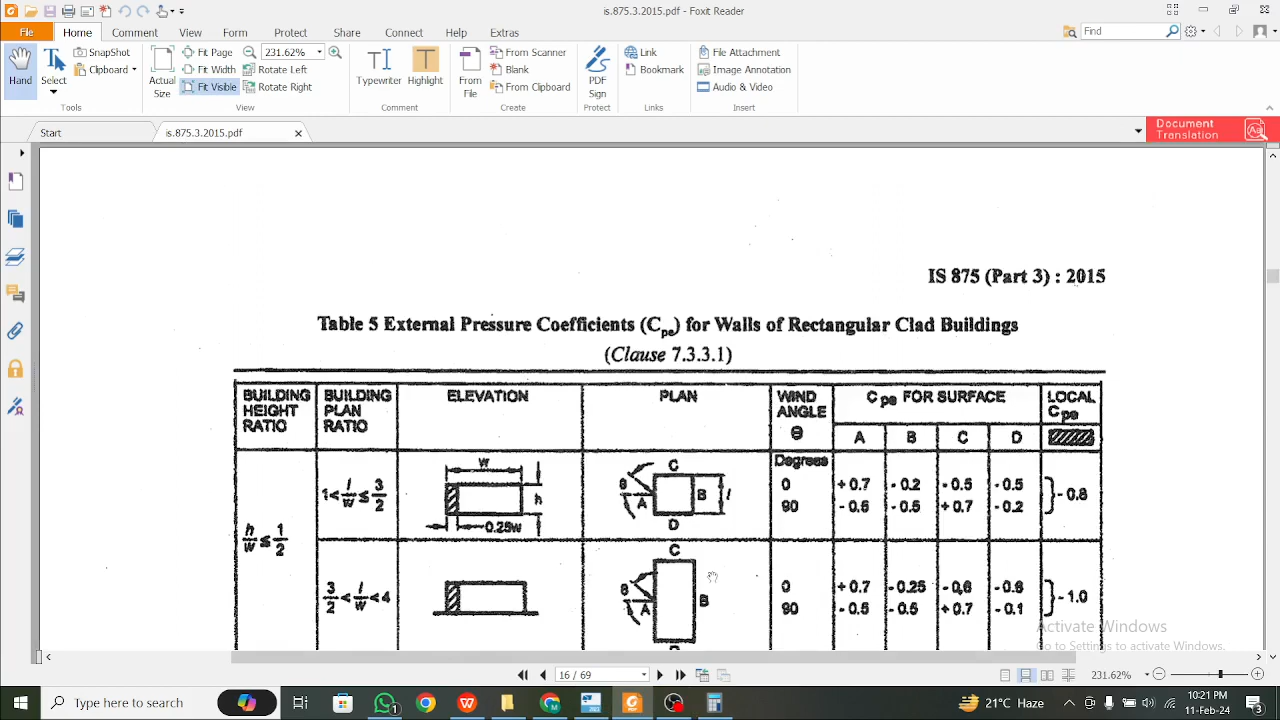 is.875.3.2015.pdf - Foxit Reader
File Home Comment View Form Protect Share Connect Help Extras Find
Hand Select SnapShot Clipboard Actual Size Fit Page Fit Width Fit Visible 231.62% Rotate Left Rotate Right Typewriter Highlight From File From Scanner Blank From Clipboard PDF Sign Link Bookmark File Attachment Image Annotation Audio & Video
Tools View Comment Create Protect Links Insert
Start is.875.3.2015.pdf
Document Translation
IS 875 (Part 3) : 2015
Table 5 External Pressure Coefficients (Cpe) for Walls of Rectangular Clad Buildings
(Clause 7.3.3.1)
BUILDING HEIGHT RATIO BUILDING PLAN RATIO ELEVATION PLAN WIND ANGLE θ Cpe FOR SURFACE LOCAL Cpe
A B C D
Degrees
h/w ≤ 1/2 1 < l/w ≤ 3/2 w h 0.25w C θ A B l D 0 +0.7 -0.2 -0.5 -0.5 -0.8
90 -0.5 -0.5 +0.7 -0.2
3/2 < l/w < 4 C θ A B 0 +0.7 -0.25 -0.6 -0.6 -1.0
90 -0.5 -0.5 +0.7 -0.1
Activate Windows
Go to Settings to activate Windows.
16 / 69 231.62%
Type here to search 1 21°C Haze ENG 10:21 PM
11-Feb-24 3